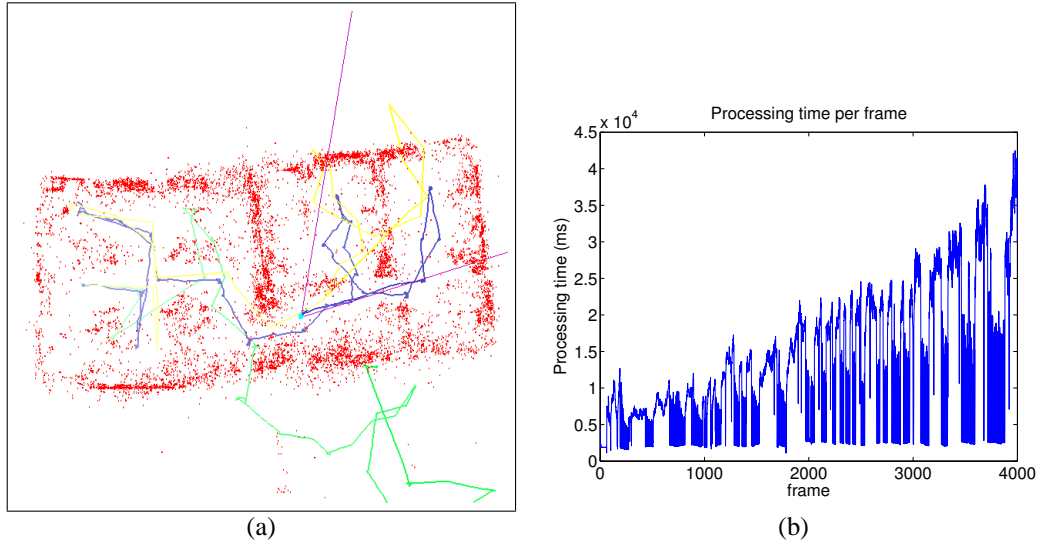 Processing time per frame
4.5 x 10^4
4
3.5
3
2.5
2
1.5
1
0.5
0
Processing time (ms)
0 1000 2000 3000 4000
frame
(a) (b)